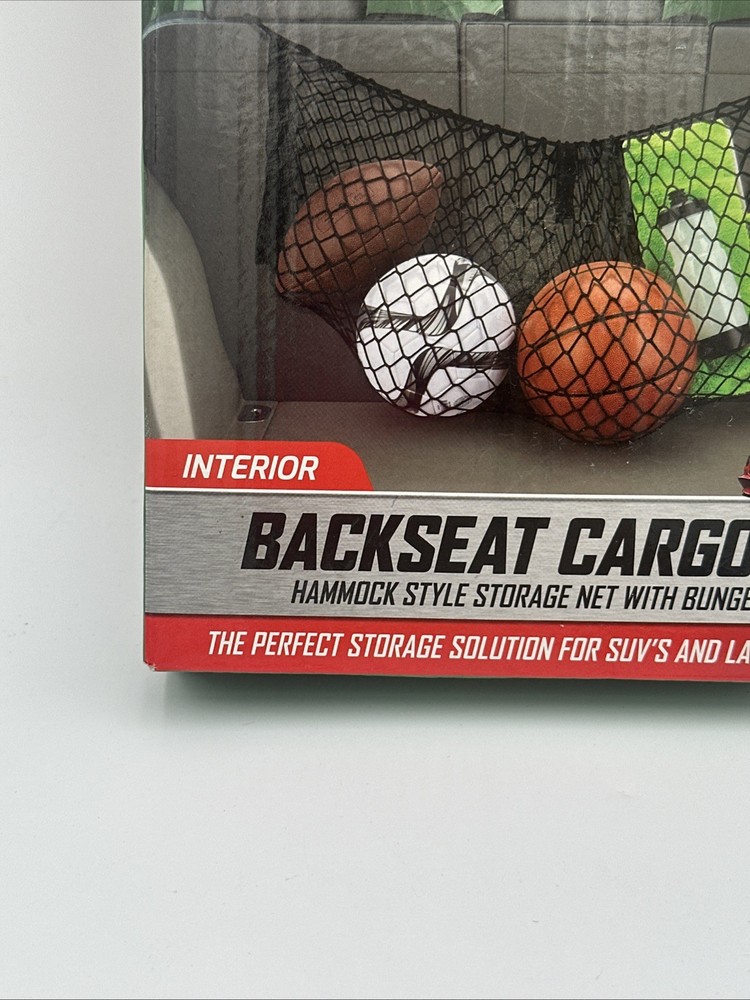 INTERIOR
BACKSEAT CARGO
HAMMOCK STYLE STORAGE NET WITH BUNGE
THE PERFECT STORAGE SOLUTION FOR SUV'S AND LA